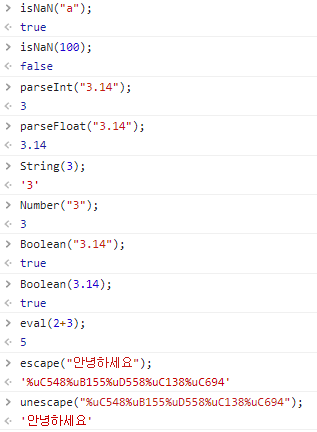 > isNaN("a");
< true
> isNaN(100);
< false
> parseInt("3.14");
< 3
> parseFloat("3.14");
< 3.14
> String(3);
< '3'
> Number("3");
< 3
> Boolean("3.14");
< true
> Boolean(3.14);
< true
> eval(2+3);
< 5
> escape("안녕하세요");
< '%uC548%uB155%uD558%uC138%uC694'
> unescape("%uC548%uB155%uD558%uC138%uC694");
< '안녕하세요'